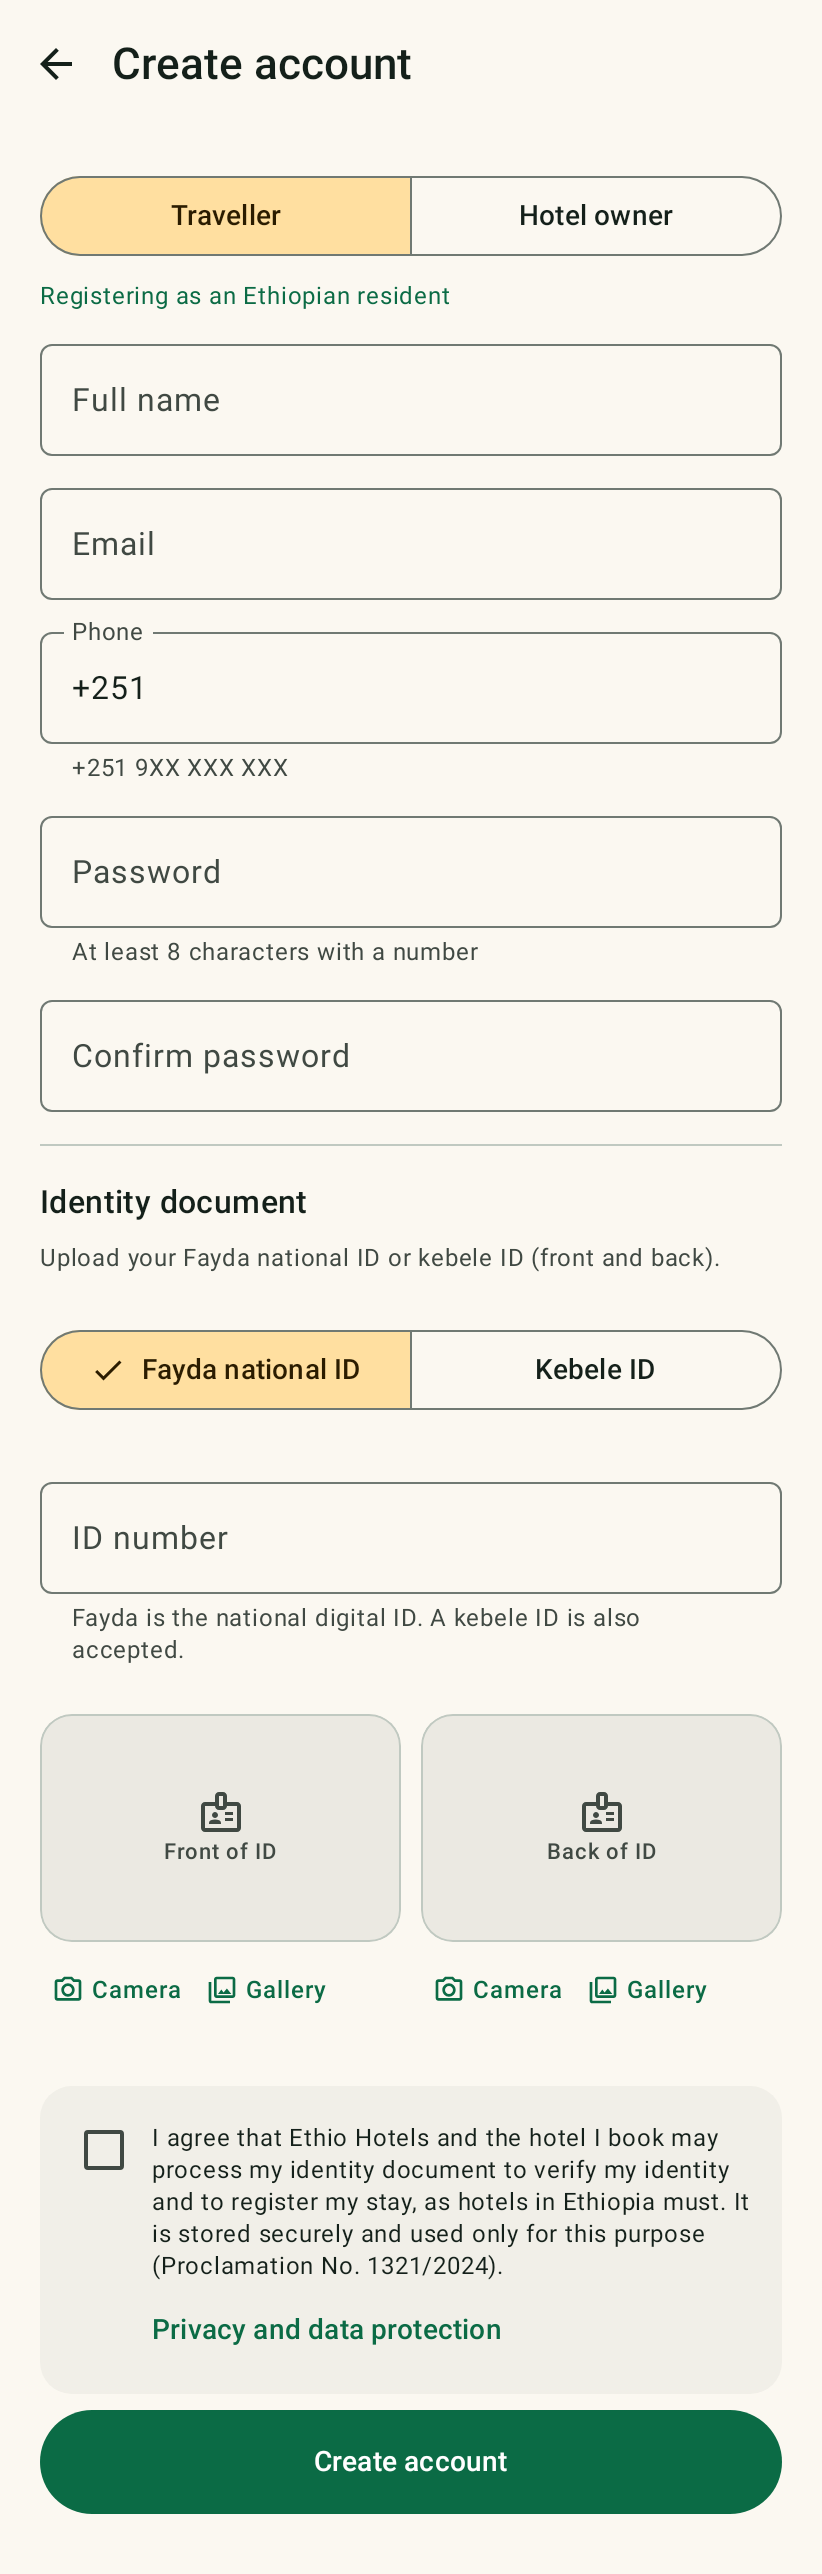 Create account
Traveller
Hotel owner
Registering as an Ethiopian resident
Full name
Email
Phone
+251
+251 9XX XXX XXX
Password
At least 8 characters with a number
Confirm password
Identity document
Upload your Fayda national ID or kebele ID (front and back).
Fayda national ID
Kebele ID
ID number
Fayda is the national digital ID. A kebele ID is also
accepted.
Front of ID
Back of ID
Camera
Gallery
Camera
Gallery
I agree that Ethio Hotels and the hotel I book may
process my identity document to verify my identity
and to register my stay, as hotels in Ethiopia must. It
is stored securely and used only for this purpose
(Proclamation No. 1321/2024).
Privacy and data protection
Create account